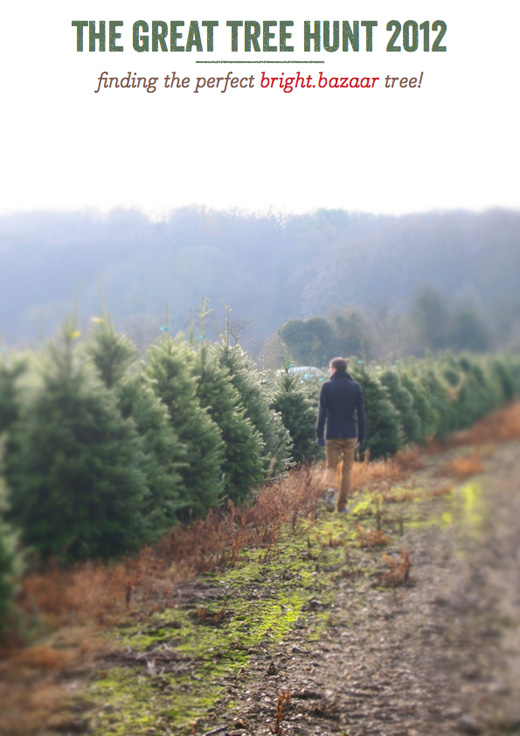 THE GREAT TREE HUNT 2012
finding the perfect bright.bazaar tree!